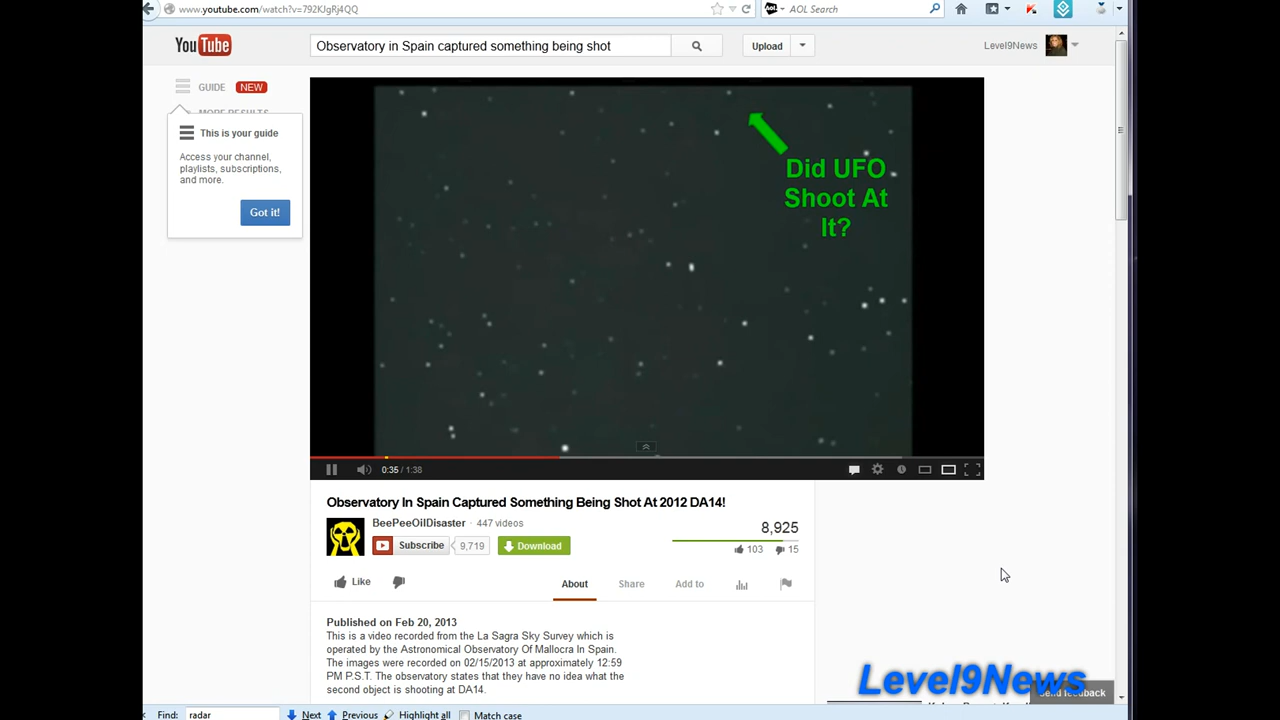 www.youtube.com/watch?v=792KJgRj4QQ
AOL Search
YouTube
Observatory in Spain captured something being shot
Upload
Level9News
GUIDE NEW
MORE RESULTS
This is your guide
Access your channel,
playlists, subscriptions,
and more.
Got it!
Did UFO
Shoot At
It?
0:35 / 1:38
Observatory In Spain Captured Something Being Shot At 2012 DA14!
BeePeeOilDisaster · 447 videos
Subscribe 9,719 Download
8,925
103 15
Like
About Share Add to
Published on Feb 20, 2013
This is a video recorded from the La Sagra Sky Survey which is
operated by the Astronomical Observatory Of Mallocra In Spain.
The images were recorded on 02/15/2013 at approximately 12:59
PM P.S.T. The observatory states that they have no idea what the
second object is shooting at DA14.
Level9News
Send feedback
Find: radar Next Previous Highlight all Match case